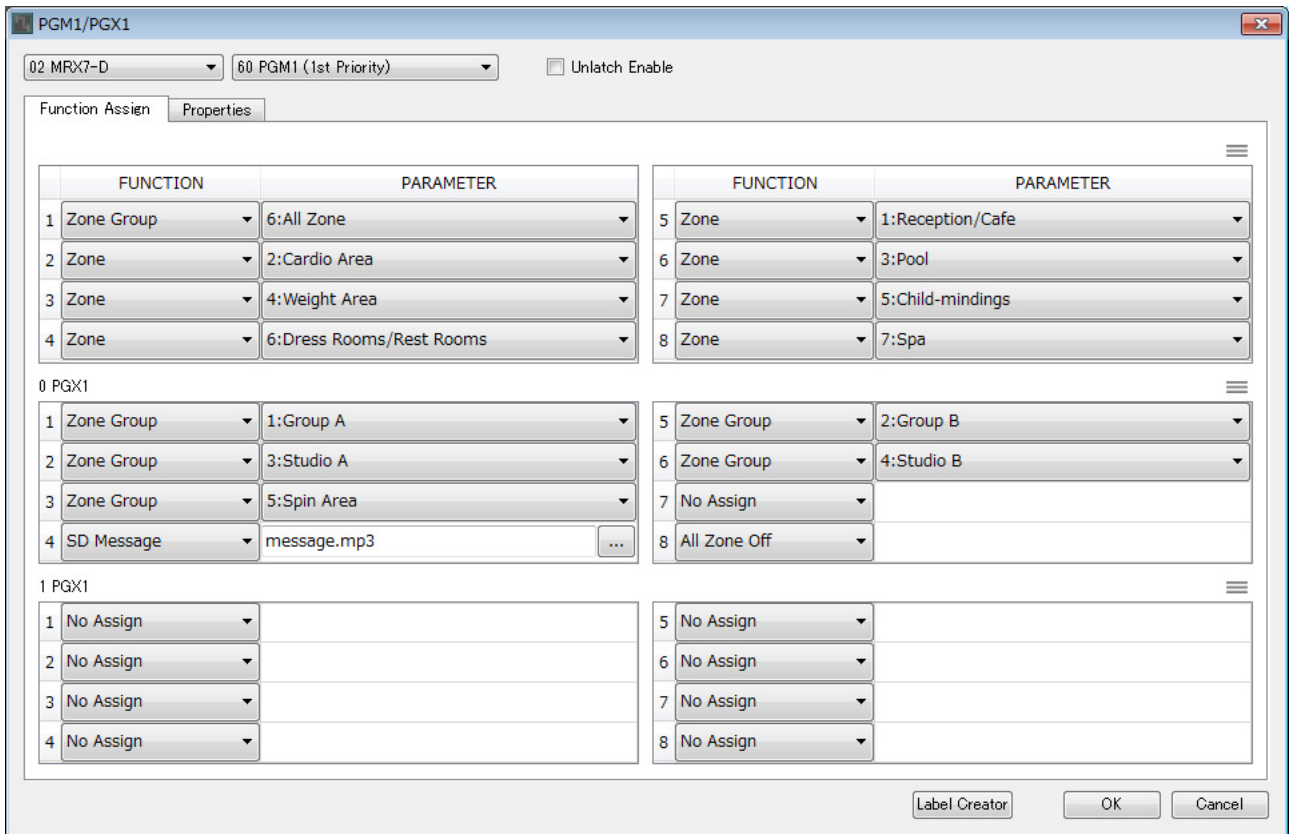 PGM1/PGX1
02 MRX7-D 60 PGM1 (1st Priority) Unlatch Enable
Function Assign Properties
FUNCTION PARAMETER FUNCTION PARAMETER
1 Zone Group 6:All Zone 5 Zone 1:Reception/Cafe
2 Zone 2:Cardio Area 6 Zone 3:Pool
3 Zone 4:Weight Area 7 Zone 5:Child-mindings
4 Zone 6:Dress Rooms/Rest Rooms 8 Zone 7:Spa
0 PGX1
1 Zone Group 1:Group A 5 Zone Group 2:Group B
2 Zone Group 3:Studio A 6 Zone Group 4:Studio B
3 Zone Group 5:Spin Area 7 No Assign
4 SD Message message.mp3 ... 8 All Zone Off
1 PGX1
1 No Assign 5 No Assign
2 No Assign 6 No Assign
3 No Assign 7 No Assign
4 No Assign 8 No Assign
Label Creator OK Cancel